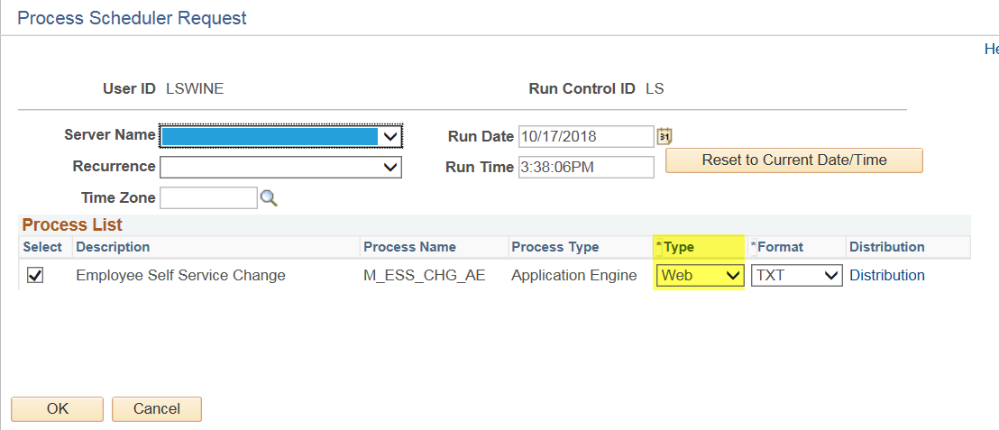 Process Scheduler Request
He
User ID LSWINE Run Control ID LS
Server Name Run Date 10/17/2018 31
Recurrence Run Time 3:38:06PM Reset to Current Date/Time
Time Zone
Process List
Select Description Process Name Process Type *Type *Format Distribution
Employee Self Service Change M_ESS_CHG_AE Application Engine Web TXT Distribution
OK Cancel